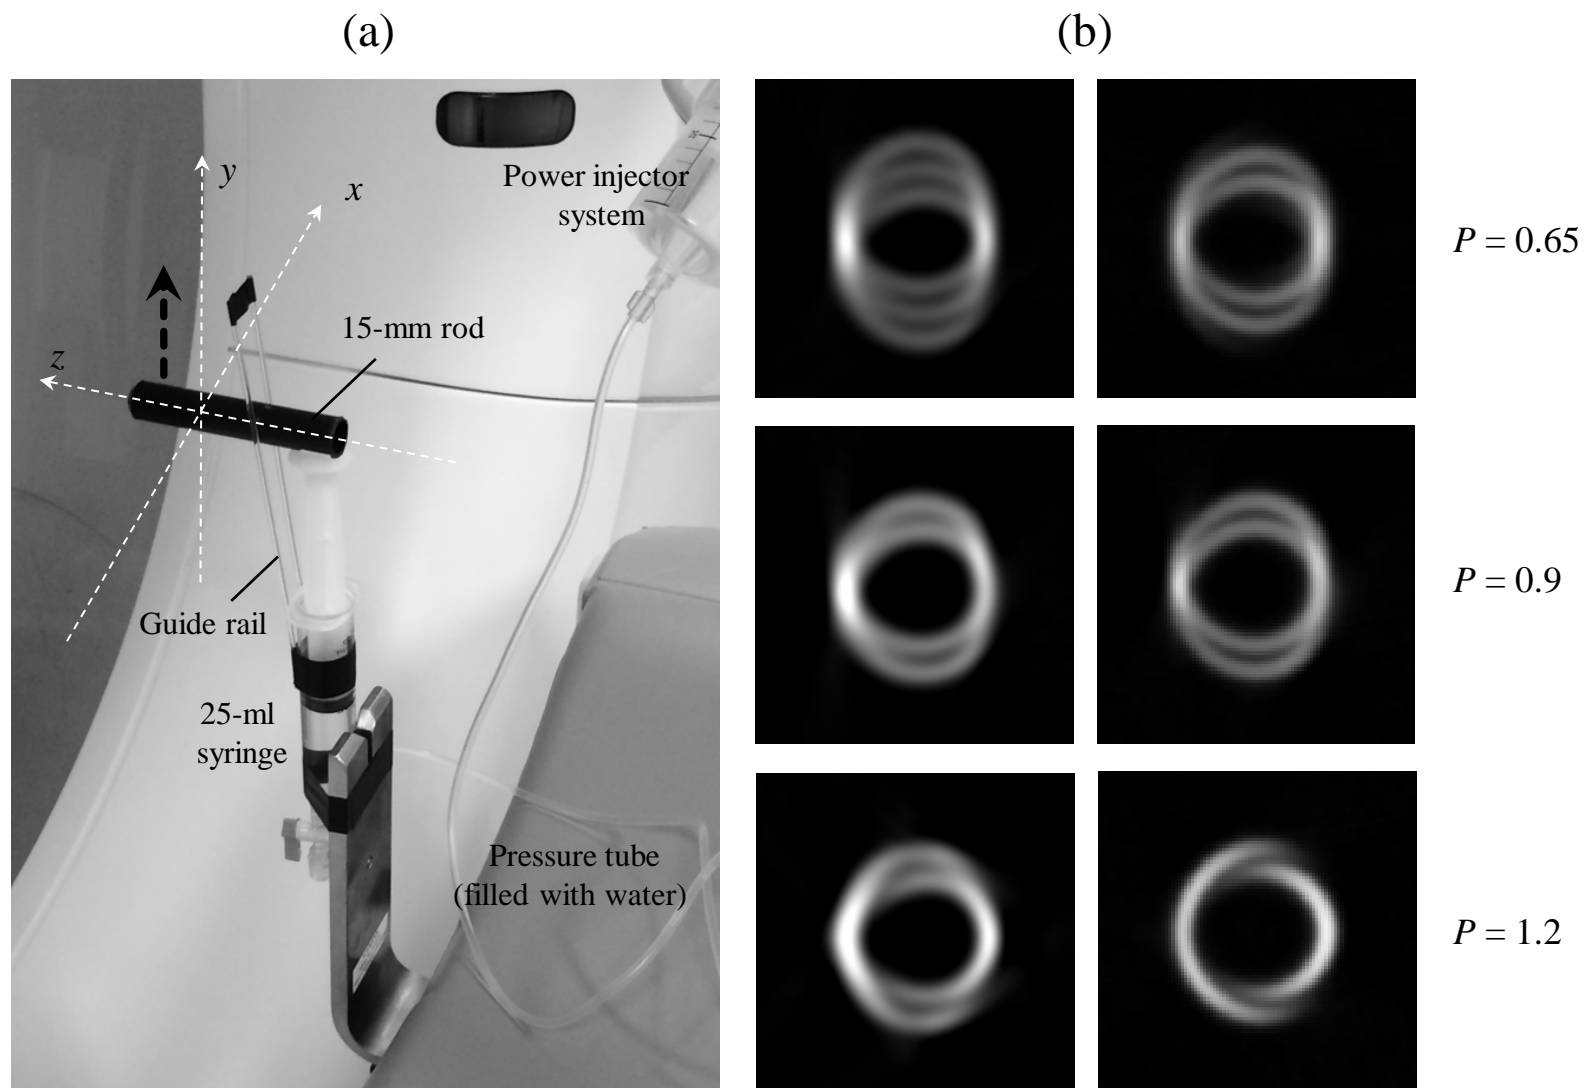 (a)
(b)
Power injector
system
y
x
z
15-mm rod
Guide rail
25-ml
syringe
Pressure tube
(filled with water)
P = 0.65
P = 0.9
P = 1.2